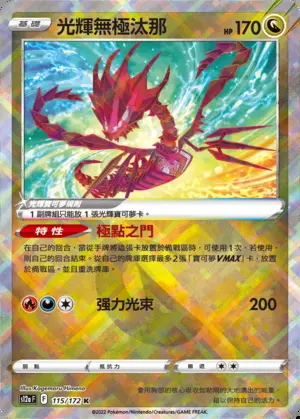 基礎 光輝無極汰那 HP 170
光輝寶可夢規則
1 副牌組只能放 1 張光輝寶可夢卡。
特性 極點之門
在自己的回合,當從手牌將這張卡放置於備戰區時,可使用1次。若使用
了,則自己的回合結束。從自己的牌庫選擇最多2張「寶可夢VMAX」卡,放
置於備戰區。並且重洗牌庫。
强力光束 200
弱點 抵抗力 撤退
Illus. Kagemaru Himeno
s12a F 115/172 K
©2022 Pokémon/Nintendo/Creatures/GAME FREAK.